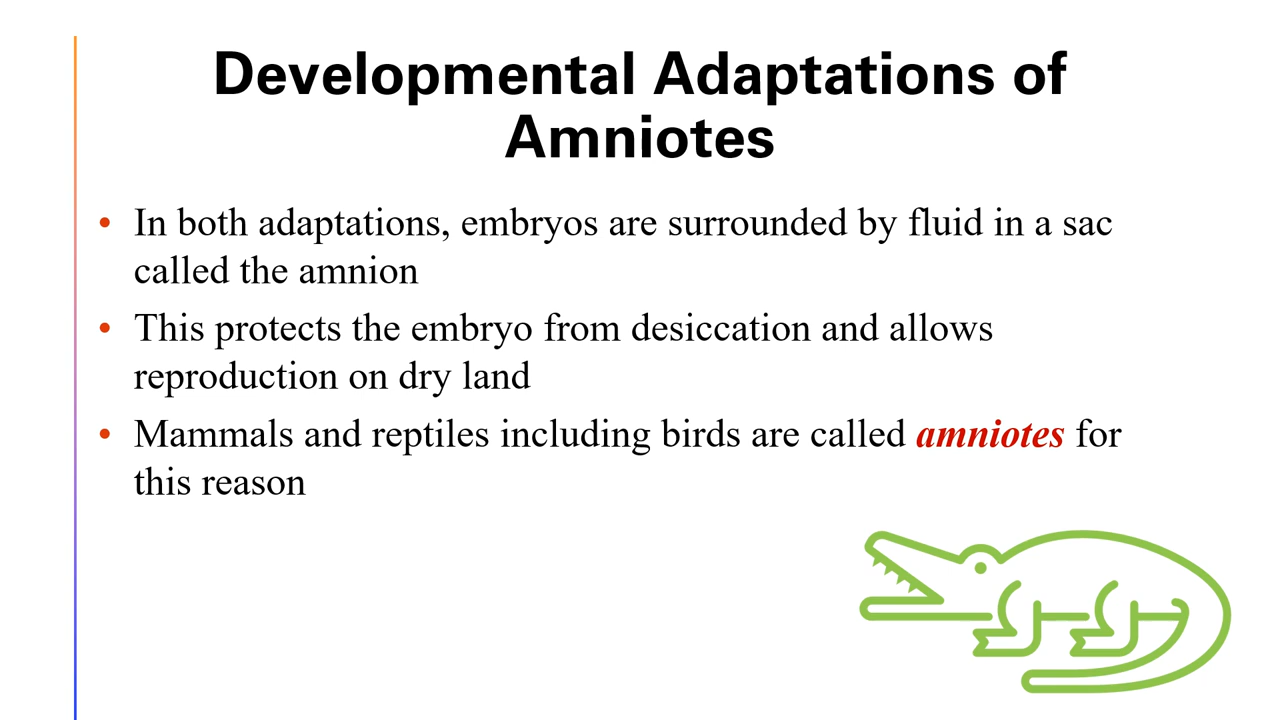 Developmental Adaptations of
Amniotes
• In both adaptations, embryos are surrounded by fluid in a sac
called the amnion
• This protects the embryo from desiccation and allows
reproduction on dry land
• Mammals and reptiles including birds are called amniotes for
this reason